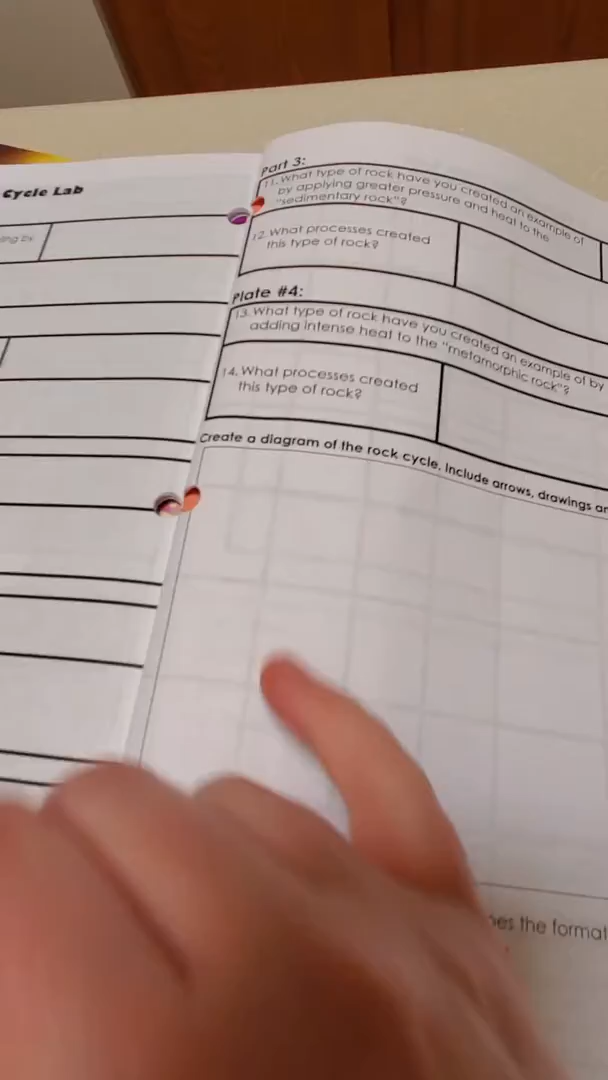 Cycle Lab
ing by
Part 3:
11. What type of rock have you created an example of
by applying greater pressure and heat to the
"sedimentary rock"?
12. What processes created
this type of rock?
Plate #4:
13. What type of rock have you created an example of by
adding intense heat to the "metamorphic rock"?
14. What processes created
this type of rock?
Create a diagram of the rock cycle. Include arrows, drawings
the